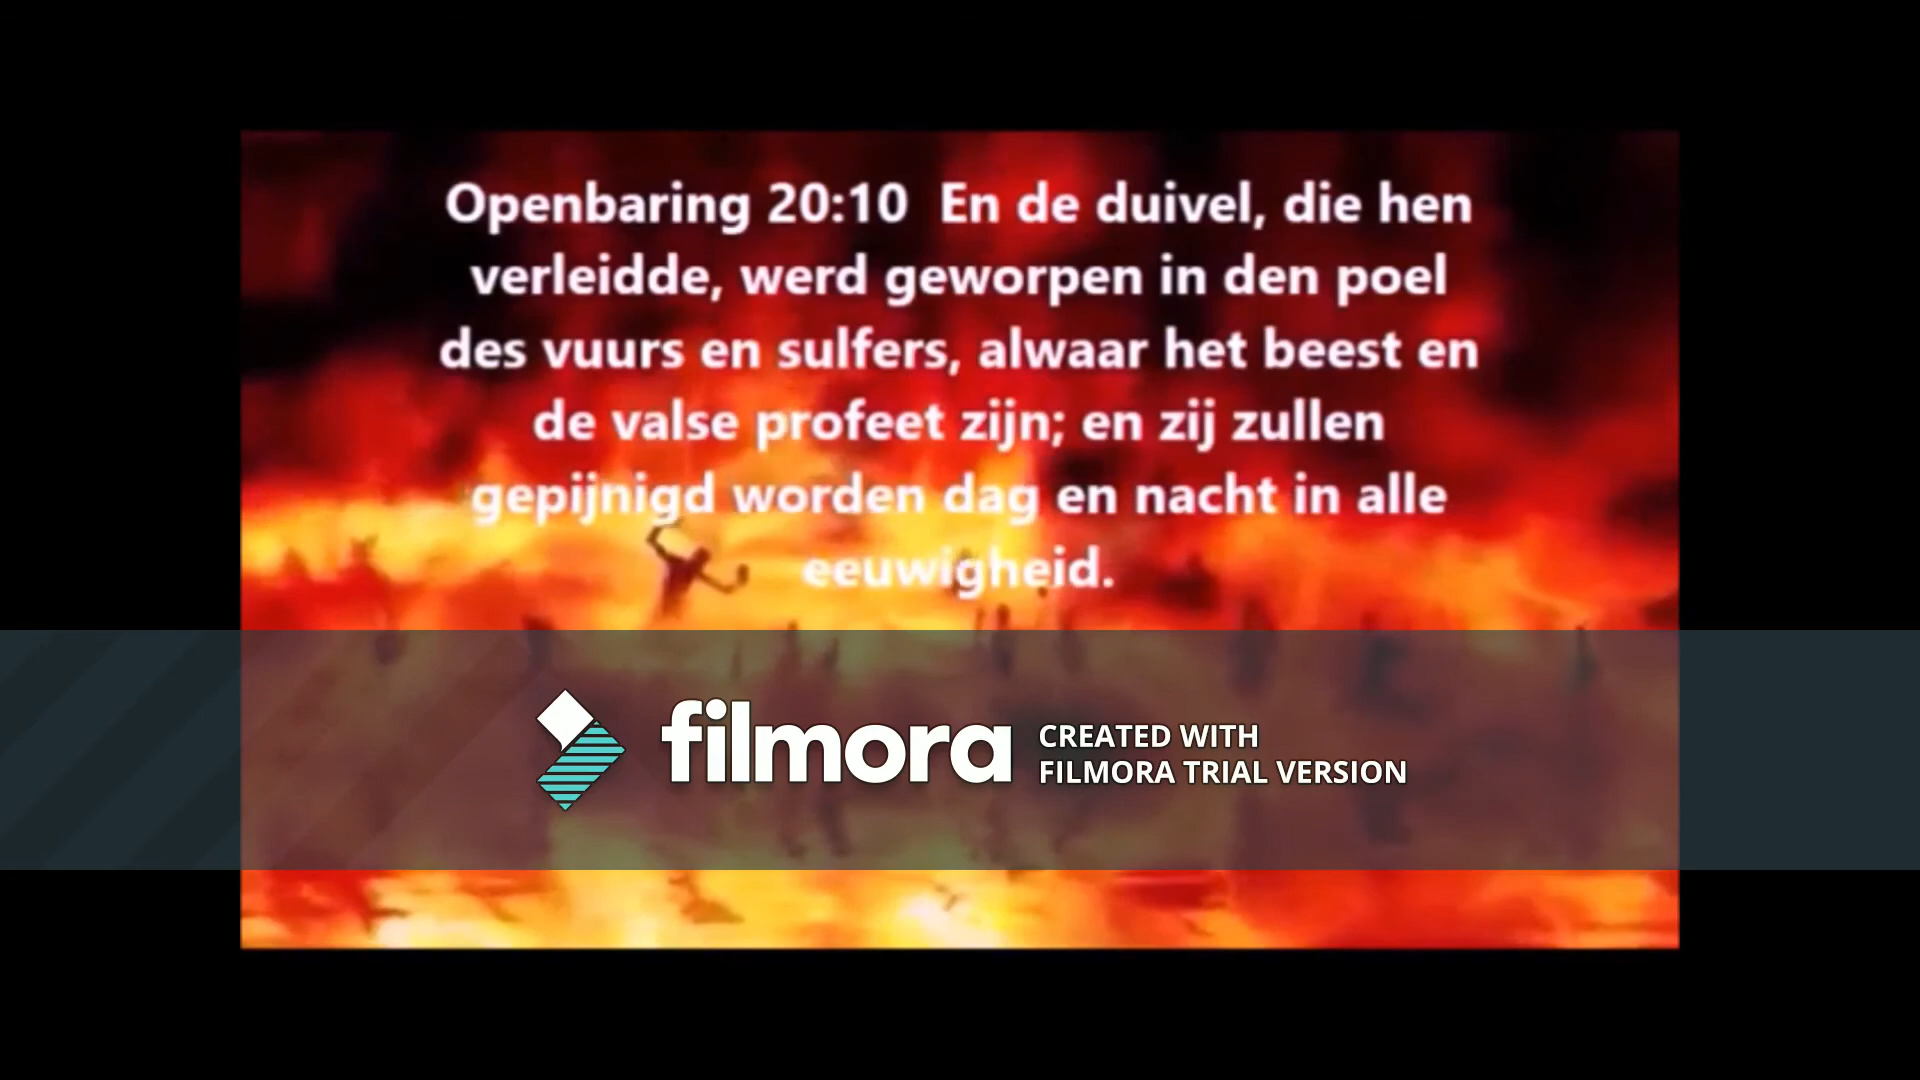 Openbaring 20:10  En de duivel, die hen
verleidde, werd geworpen in den poel
des vuurs en sulfers, alwaar het beest en
de valse profeet zijn; en zij zullen
gepijnigd worden dag en nacht in alle
eeuwigheid.
filmora
CREATED WITH
FILMORA TRIAL VERSION